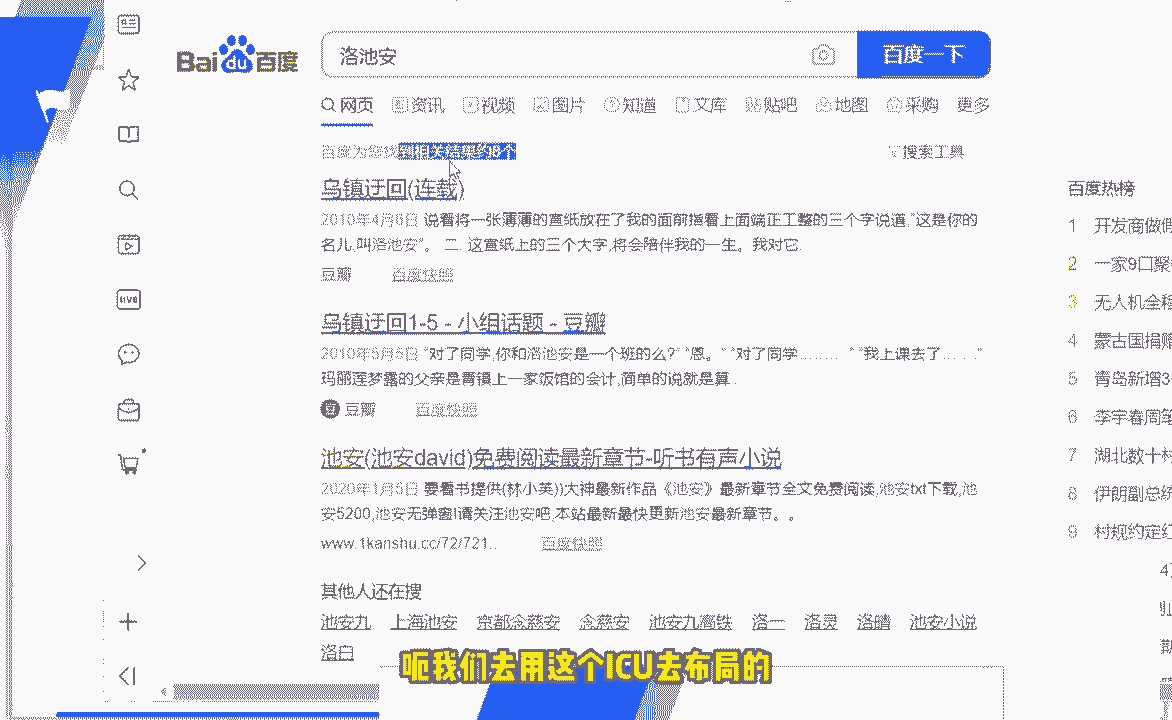 Bai du 百度
洛池安
百度一下
网页 资讯 视频 图片 知道 文库 贴吧 地图 采购 更多
百度为您找到相关结果约8个
搜索工具
乌镇迂回(连载)
2010年4月6日 说着将一张薄薄的宣纸放在了我的面前指着上面端正工整的三个字说道,"这是你的
名儿,叫洛池安"。 二. 这宣纸上的三个大字,将会陪伴我的一生。我对它.
豆瓣 百度快照
乌镇迂回1-5 - 小组话题 - 豆瓣
2010年5月5日 "对了同学,你和洛池安是一个班的么?" "恩。" "对了同学……… " "我上课去了… …."
玛丽莲梦露的父亲是青镇上一家饭馆的会计,简单的说就是算.
豆 豆瓣 百度快照
池安(池安david)免费阅读最新章节-听书有声小说
2020年1月5日 要看书提供(林小芙))大神最新作品《池安》最新章节全文免费阅读,池安txt下载,池
安5200,池安无弹窗!请关注池安吧,本站最新最快更新池安最新章节。。
www.1kanshu.cc/72/721.. 百度快照
其他人还在搜
池安九 上海池安 京都念慈安 念慈安 池安九高铁 洛一 洛灵 洛晴 池安小说
洛白
百度热榜
1 开发商做
2 一家9口聚
3 无人机全程
4 蒙古国捐赠
5 青岛新增3
6 李宇春周笔
7 湖北数十村
8 伊朗副总统
9 村规约定红
LIVE
呃我们去用这个ICU去布局的